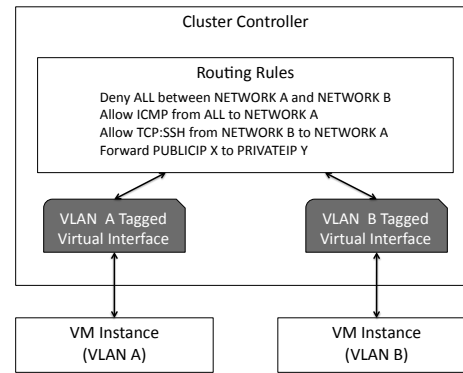 Cluster Controller
Routing Rules
Deny ALL between NETWORK A and NETWORK B
Allow ICMP from ALL to NETWORK A
Allow TCP:SSH from NETWORK B to NETWORK A
Forward PUBLICIP X to PRIVATEIP Y
VLAN A Tagged
Virtual Interface
VLAN B Tagged
Virtual Interface
VM Instance
(VLAN A)
VM Instance
(VLAN B)